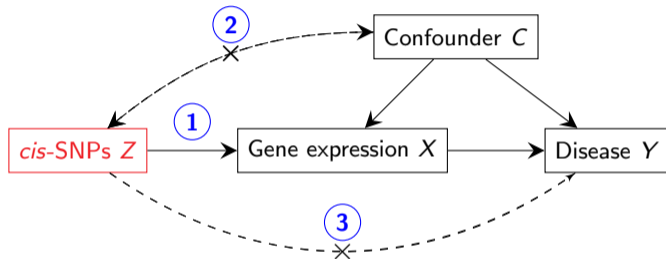 2
Confounder C
1
cis-SNPs Z
Gene expression X
Disease Y
3